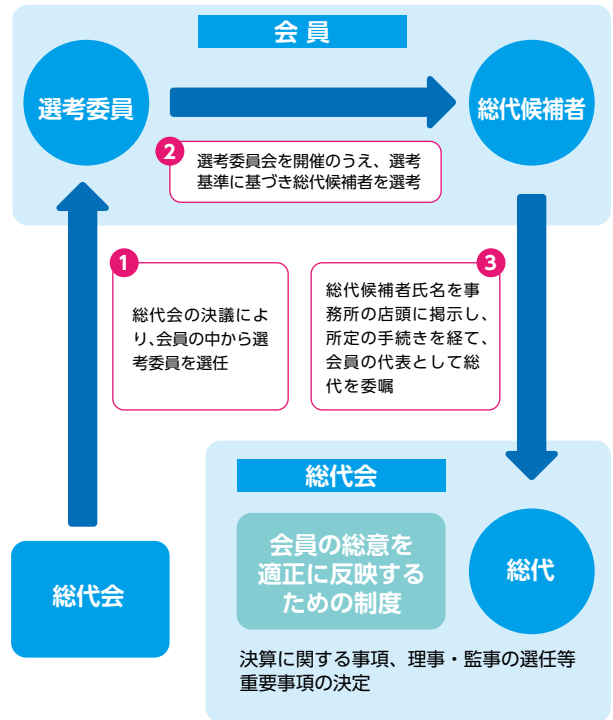 会員
選考委員
総代候補者
2
選考委員会を開催のうえ、選考
基準に基づき総代候補者を選考
1
総代会の決議によ
り、会員の中から選
考委員を選任
3
総代候補者氏名を事
務所の店頭に掲示し、
所定の手続きを経て、
会員の代表として総
代を委嘱
総代会
総代会
会員の総意を
適正に反映する
ための制度
総代
決算に関する事項、理事・監事の選任等
重要事項の決定